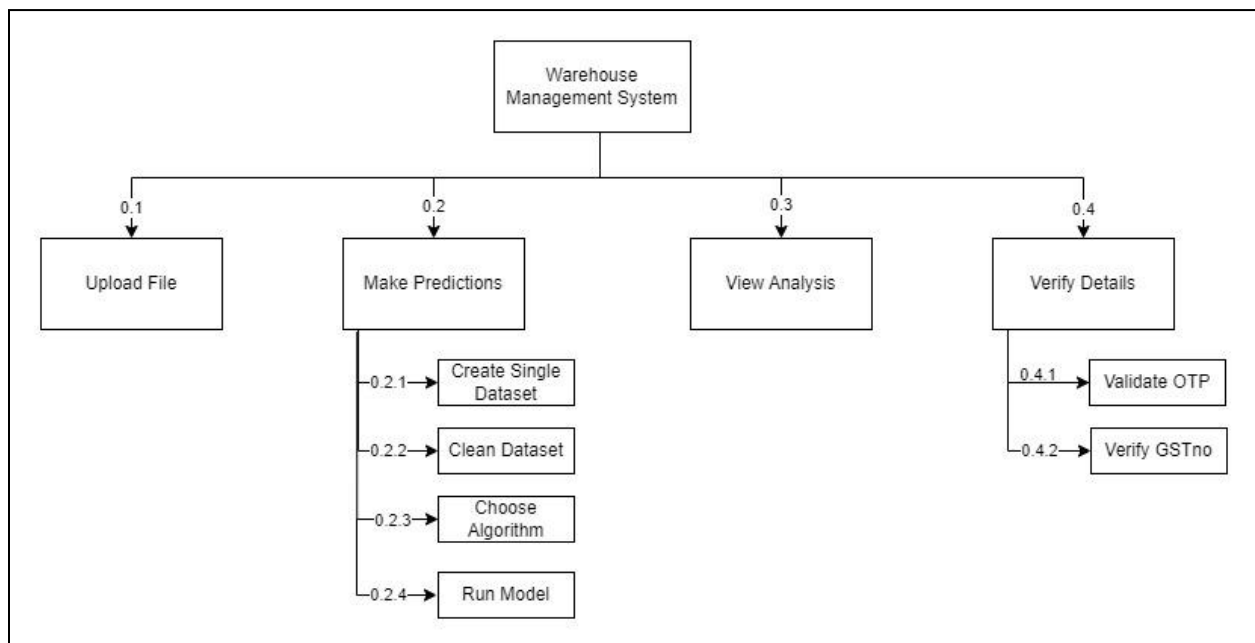 Warehouse
Management System
0.1
0.2
0.3
0.4
Upload File
Make Predictions
View Analysis
Verify Details
0.2.1
Create Single
Dataset
0.4.1
Validate OTP
0.2.2
Clean Dataset
0.4.2
Verify GSTno
0.2.3
Choose
Algorithm
0.2.4
Run Model